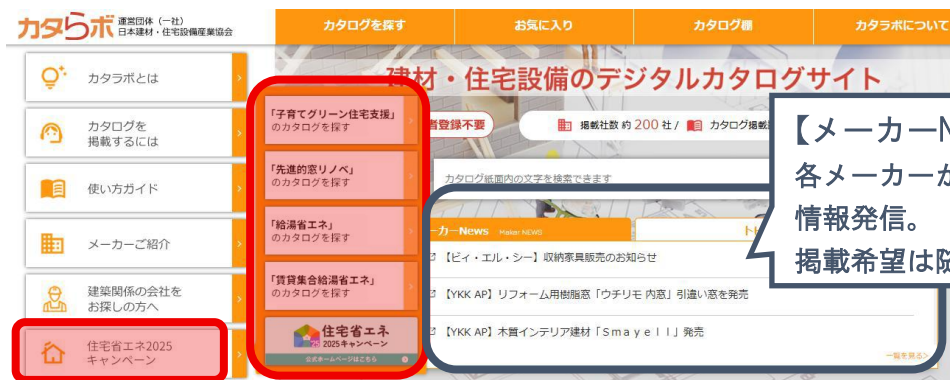 カタラボ 運営団体（一社）
日本建材・住宅設備産業協会
カタログを探す
お気に入り
カタログ棚
カタラボについて
カタラボとは
カタログを
掲載するには
使い方ガイド
メーカーご紹介
建築関係の会社を
お探しの方へ
住宅省エネ2025
キャンペーン
「子育てグリーン住宅支援」
のカタログを探す
「先進的窓リノベ」
のカタログを探す
「給湯省エネ」
のカタログを探す
「賃貸集合給湯省エネ」
のカタログを探す
住宅省エネ
2025キャンペーン
公式ホームページはこちら
建材・住宅設備のデジタルカタログサイト
者登録不要
掲載社数 約 200 社 / カタログ掲載
カタログ紙面内の文字を検索できます
ーカーNews Maker NEWS
【ビィ・エル・シー】収納家具販売のお知らせ
【YKK AP】リフォーム用樹脂窓「ウチリモ 内窓」引違い窓を発売
【YKK AP】木質インテリア建材「Ｓｍａｙｅｌｌ」発売
一覧を見る>
【メーカーN
各メーカーか
情報発信。
掲載希望は随